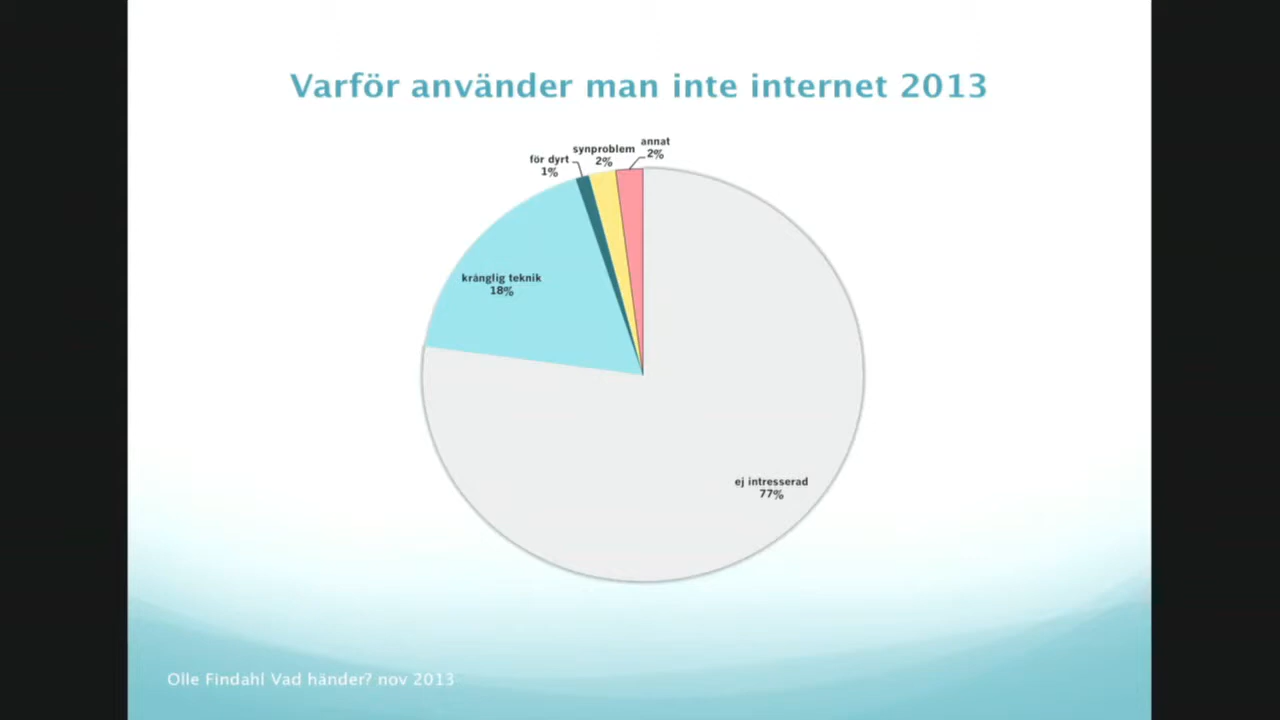 Varför använder man inte internet 2013
annat
2%
synproblem
2%
för dyrt
1%
krånglig teknik
18%
ej intresserad
77%
Olle Findahl Vad händer? nov 2013